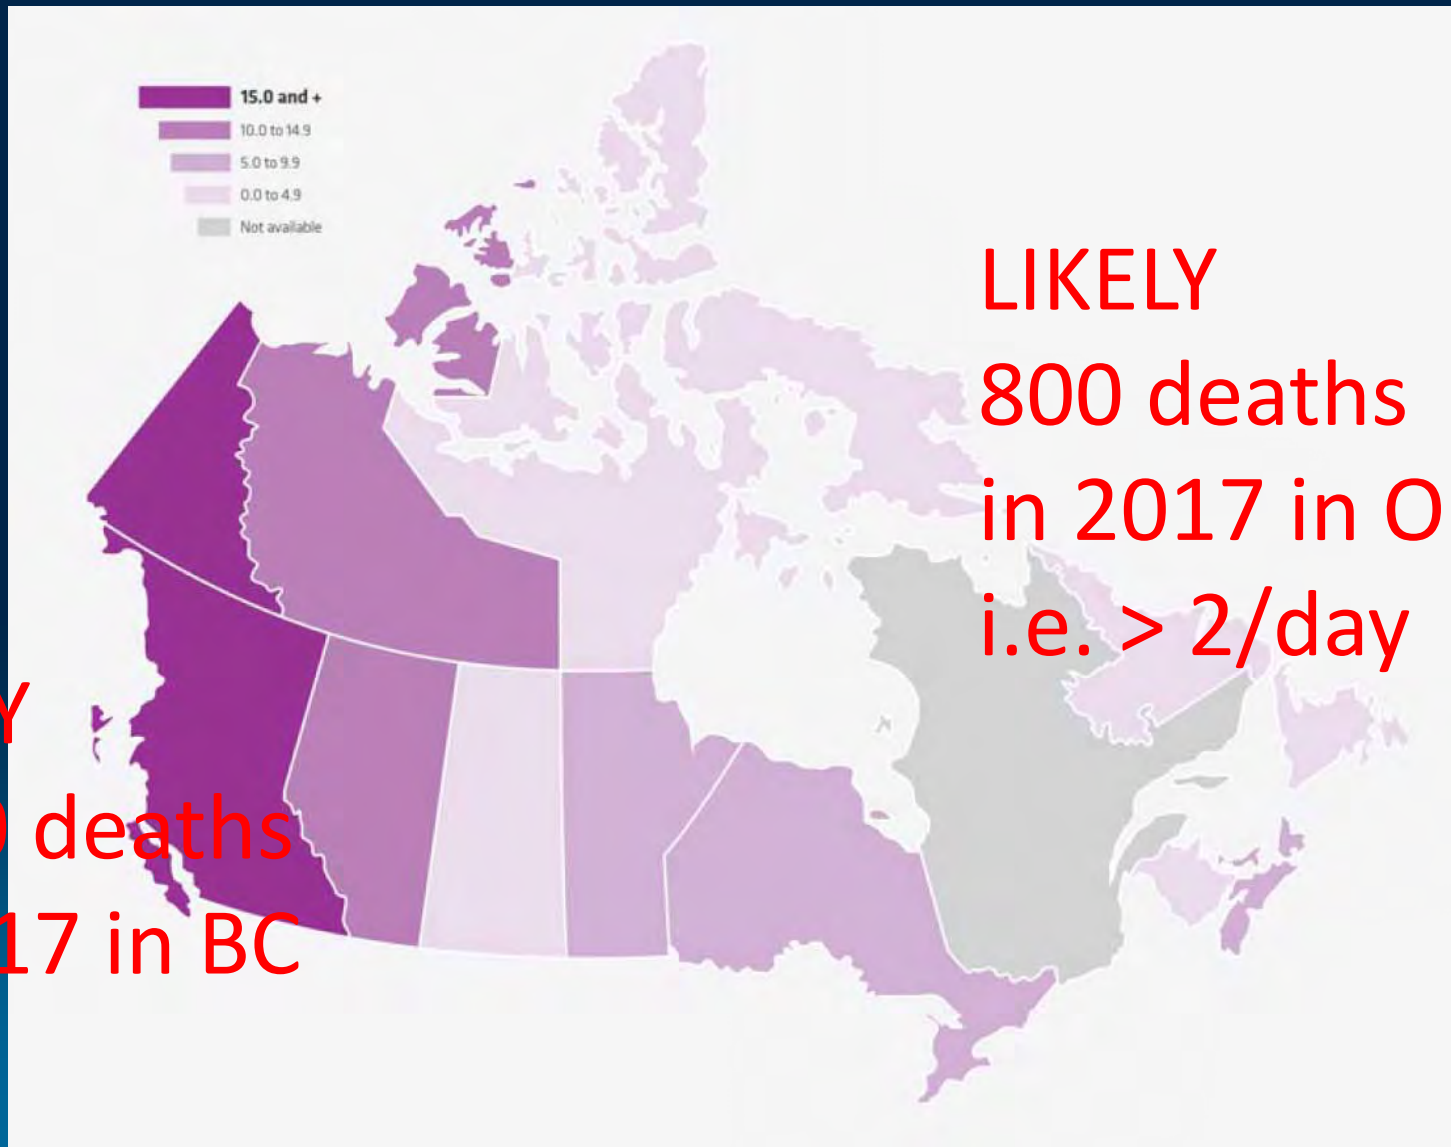 15.0 and +
10.0 to 14.9
5.0 to 9.9
0.0 to 4.9
Not available
LIKELY
800 deaths
in 2017 in O
i.e. > 2/day
Y
0 deaths
17 in BC